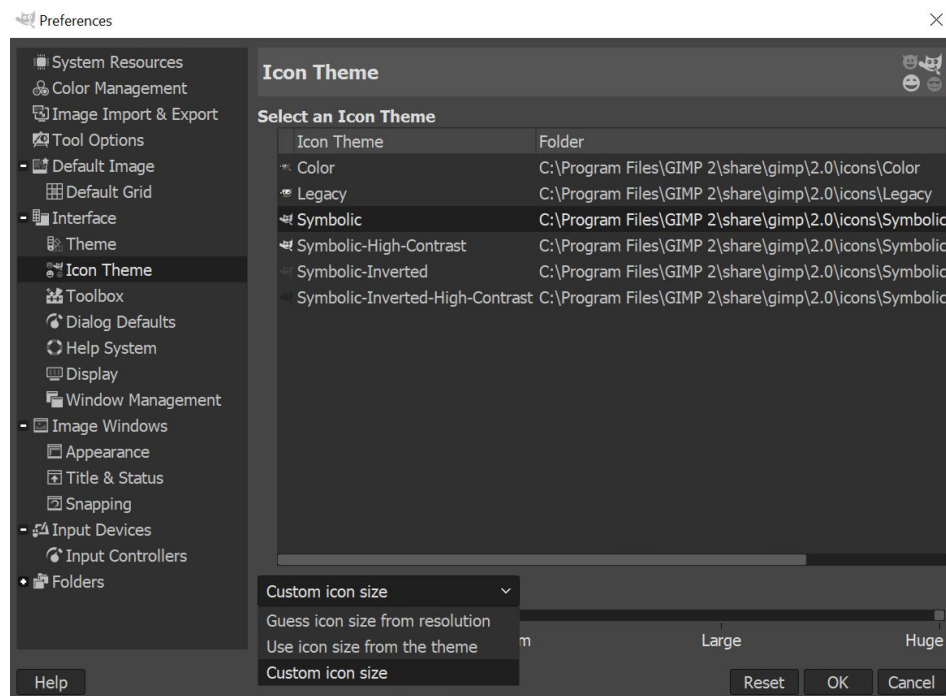 Preferences
System Resources
Color Management
Image Import & Export
Tool Options
Default Image
Default Grid
Interface
Theme
Icon Theme
Toolbox
Dialog Defaults
Help System
Display
Window Management
Image Windows
Appearance
Title & Status
Snapping
Input Devices
Input Controllers
Folders
Icon Theme
Select an Icon Theme
Icon Theme Folder
Color C:\Program Files\GIMP 2\share\gimp\2.0\icons\Color
Legacy C:\Program Files\GIMP 2\share\gimp\2.0\icons\Legacy
Symbolic C:\Program Files\GIMP 2\share\gimp\2.0\icons\Symbolic
Symbolic-High-Contrast C:\Program Files\GIMP 2\share\gimp\2.0\icons\Symbolic
Symbolic-Inverted C:\Program Files\GIMP 2\share\gimp\2.0\icons\Symbolic
Symbolic-Inverted-High-Contrast C:\Program Files\GIMP 2\share\gimp\2.0\icons\Symbolic
Custom icon size
Guess icon size from resolution
Use icon size from the theme
Custom icon size
m Large Huge
Help Reset OK Cancel